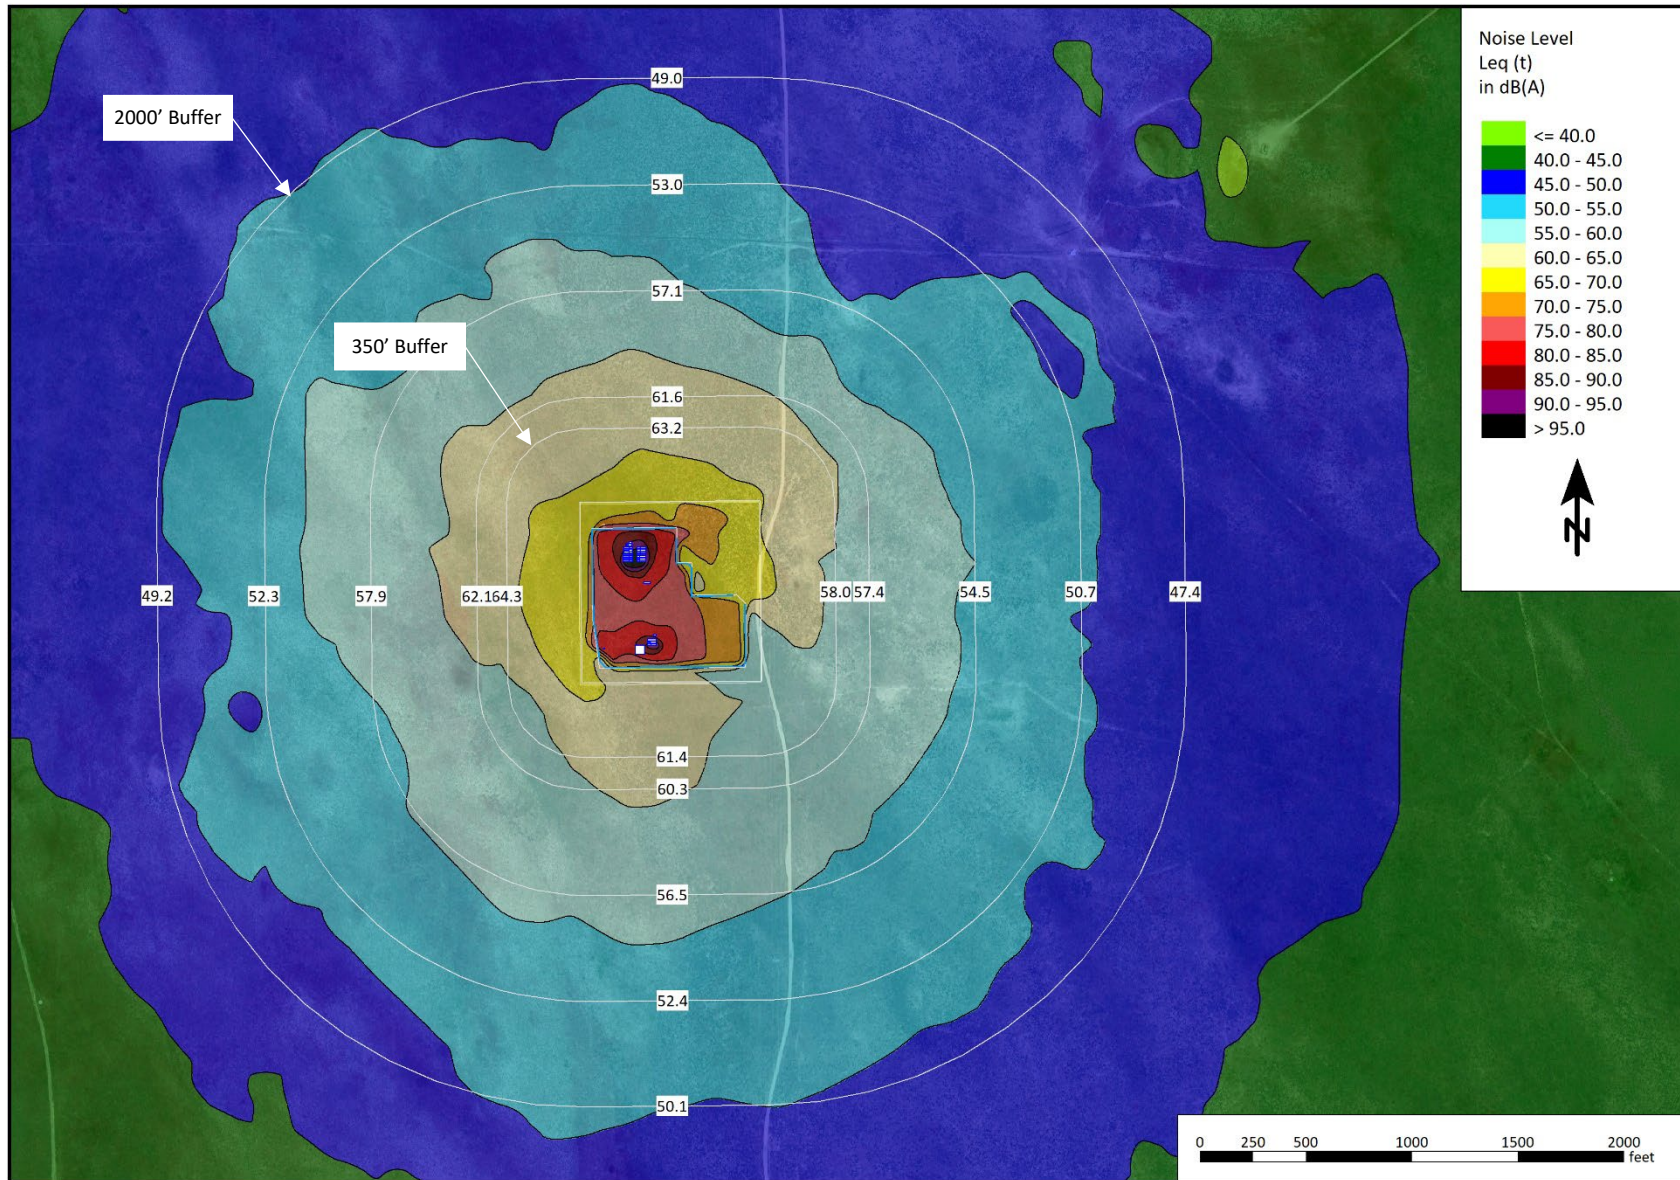 Noise Level
Leq (t)
in dB(A)
<= 40.0
40.0 - 45.0
45.0 - 50.0
50.0 - 55.0
55.0 - 60.0
60.0 - 65.0
65.0 - 70.0
70.0 - 75.0
75.0 - 80.0
80.0 - 85.0
85.0 - 90.0
90.0 - 95.0
> 95.0
N
49.0
2000’ Buffer
53.0
57.1
350’ Buffer
61.6
63.2
49.2 52.3 57.9 62.1 64.3 58.0 57.4 54.5 50.7 47.4
61.4
60.3
56.5
52.4
50.1
0 250 500 1000 1500 2000
feet